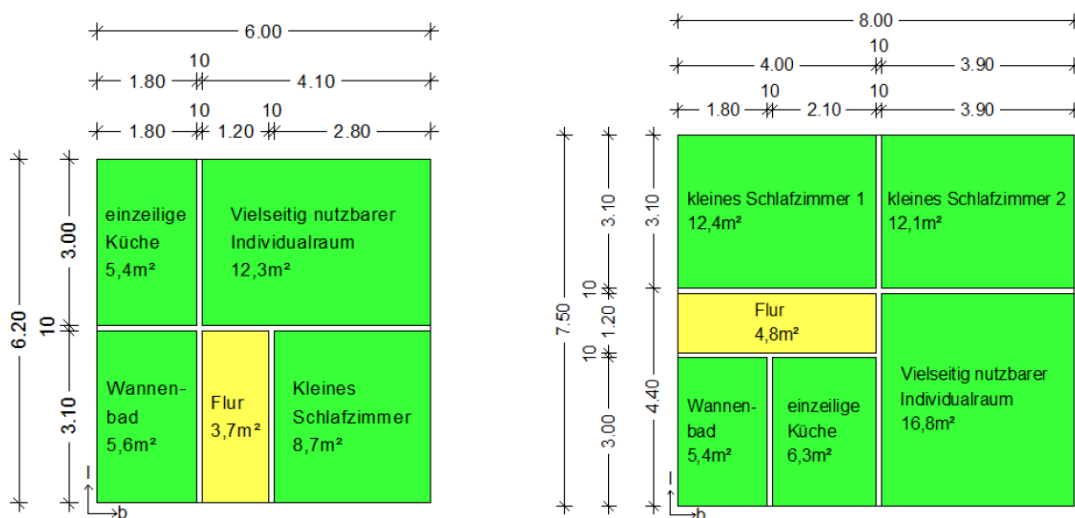 6.00
10
1.80
4.10
10
10
1.80
1.20
2.80
6.20
3.00
10
3.10
einzeilige
Küche
5,4m²
Vielseitig nutzbarer
Individualraum
12,3m²
Wannen-
bad
5,6m²
Flur
3,7m²
Kleines
Schlafzimmer
8,7m²
l
b
8.00
10
4.00
3.90
10
10
1.80
2.10
3.90
7.50
3.10
10
1.20
10
3.00
3.10
4.40
kleines Schlafzimmer 1
12,4m²
kleines Schlafzimmer 2
12,1m²
Flur
4,8m²
Wannen-
bad
5,4m²
einzeilige
Küche
6,3m²
Vielseitig nutzbarer
Individualraum
16,8m²
l
b